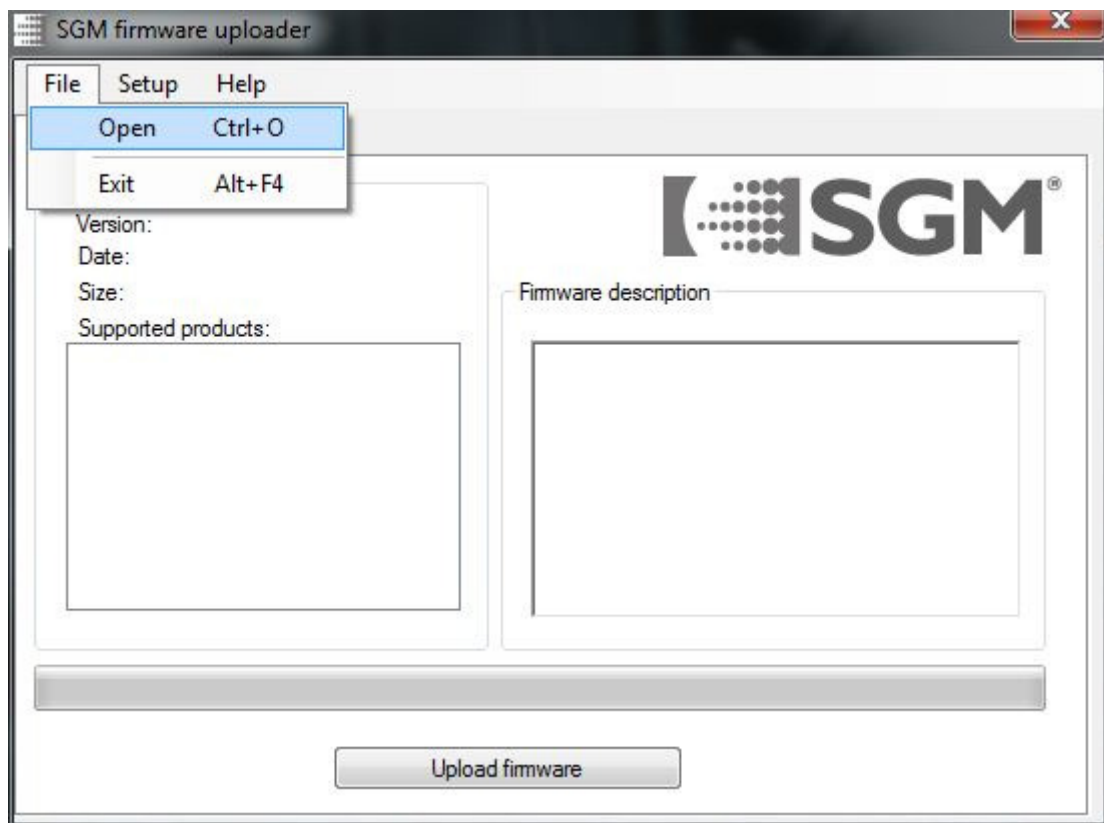 SGM firmware uploader
x
File Setup Help
Open Ctrl+O
Exit Alt+F4
SGM®
Version:
Date:
Size:
Firmware description
Supported products:
Upload firmware